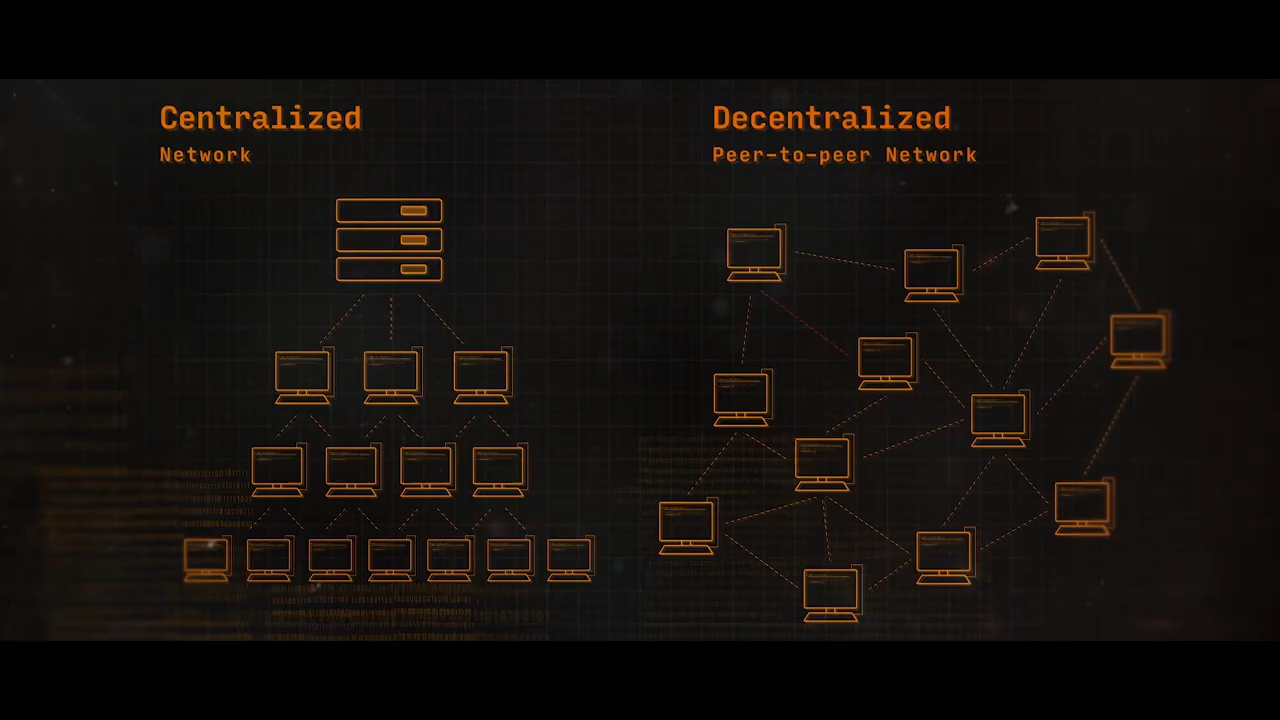 Centralized
Network
Decentralized
Peer-to-peer Network